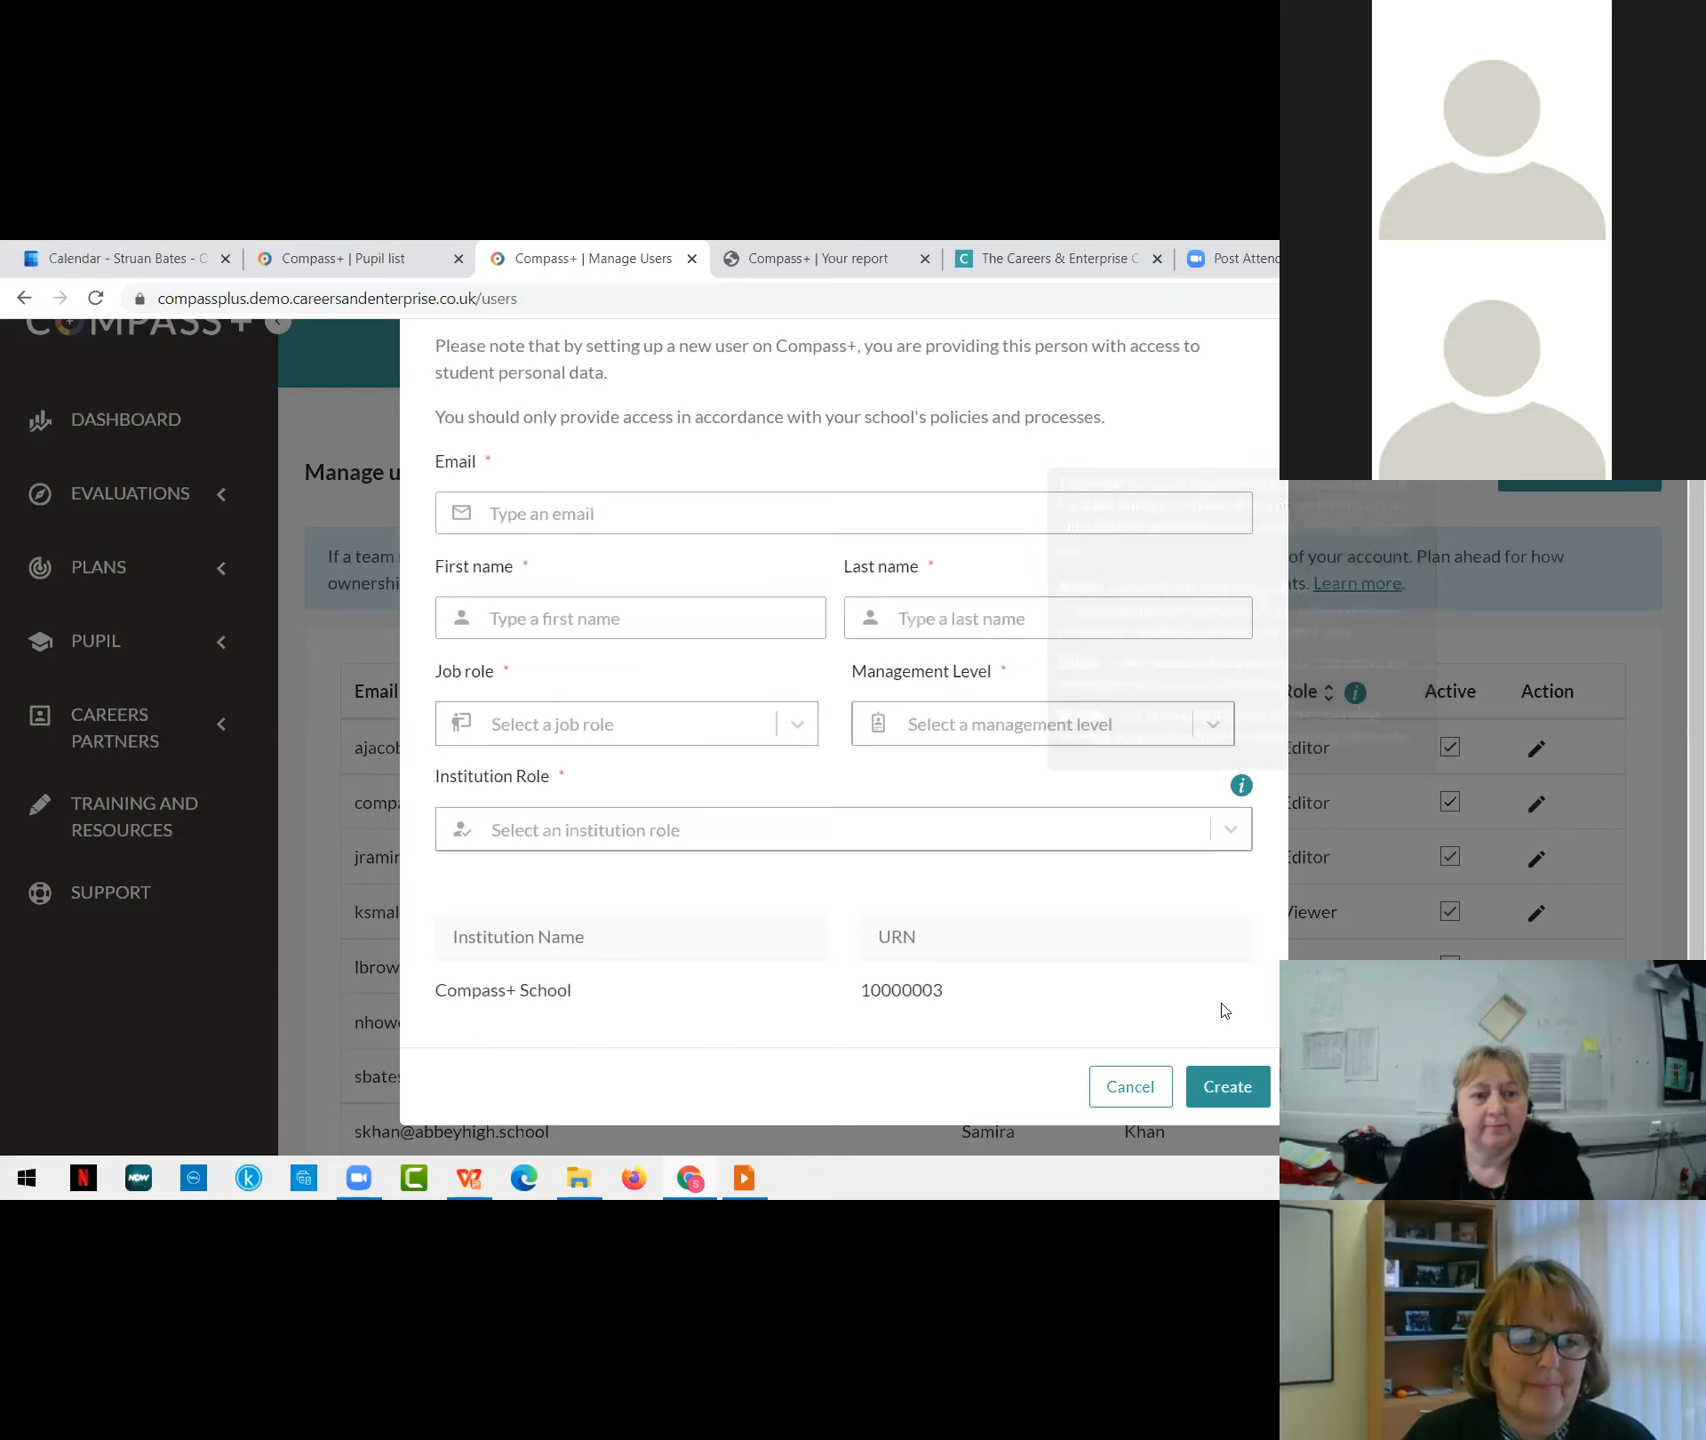 Calendar - Struan Bates - C
Compass+ | Pupil list
Compass+ | Manage Users
Compass+ | Your report
The Careers & Enterprise C
Post Attend
compassplus.demo.careersandenterprise.co.uk/users
COMPASS+
DASHBOARD
EVALUATIONS
PLANS
PUPIL
CAREERS
PARTNERS
TRAINING AND
RESOURCES
SUPPORT
Manage u
If a team
of your account. Plan ahead for how
ownershi
ts. Learn more.
Email
Role
Active
Action
ajacob
Editor
compa
Editor
jramin
Editor
ksmal
Viewer
lbrow
nhowe
sbates
skhan@abbeyhigh.school
Samira
Khan
Please note that by setting up a new user on Compass+, you are providing this person with access to
student personal data.
You should only provide access in accordance with your school's policies and processes.
Email *
Type an email
First name *
Last name *
Type a first name
Type a last name
Job role *
Management Level *
Select a job role
Select a management level
Institution Role *
i
Select an institution role
Institution Name
URN
Compass+ School
10000003
Cancel
Create
N
NOW